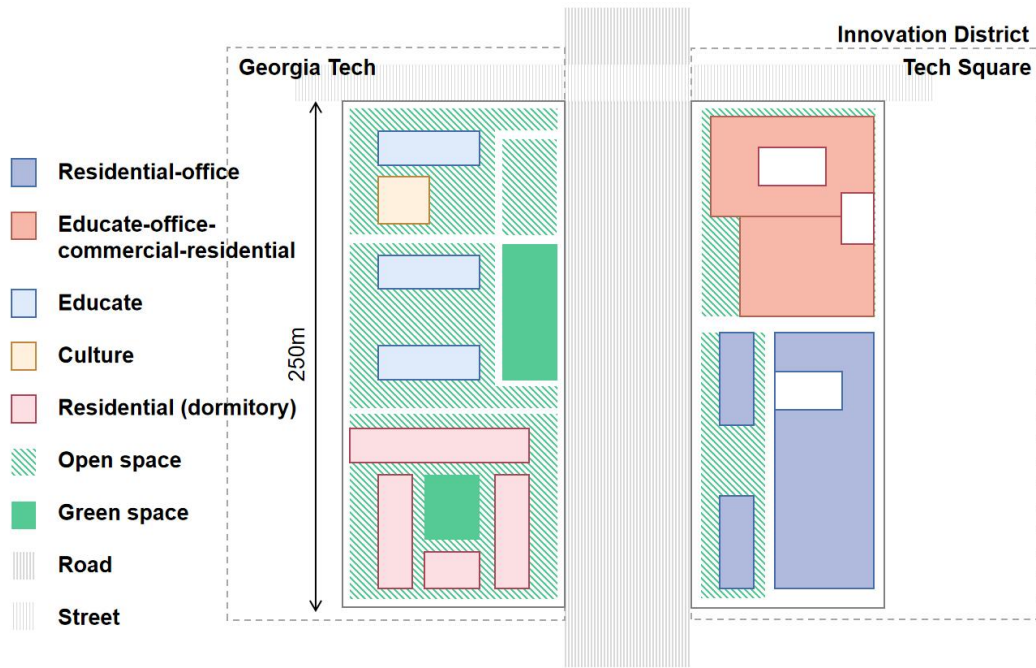 Innovation District
Georgia Tech
Tech Square
Residential-office
Educate-office-
commercial-residential
Educate
Culture
Residential (dormitory)
Open space
Green space
Road
Street
250m